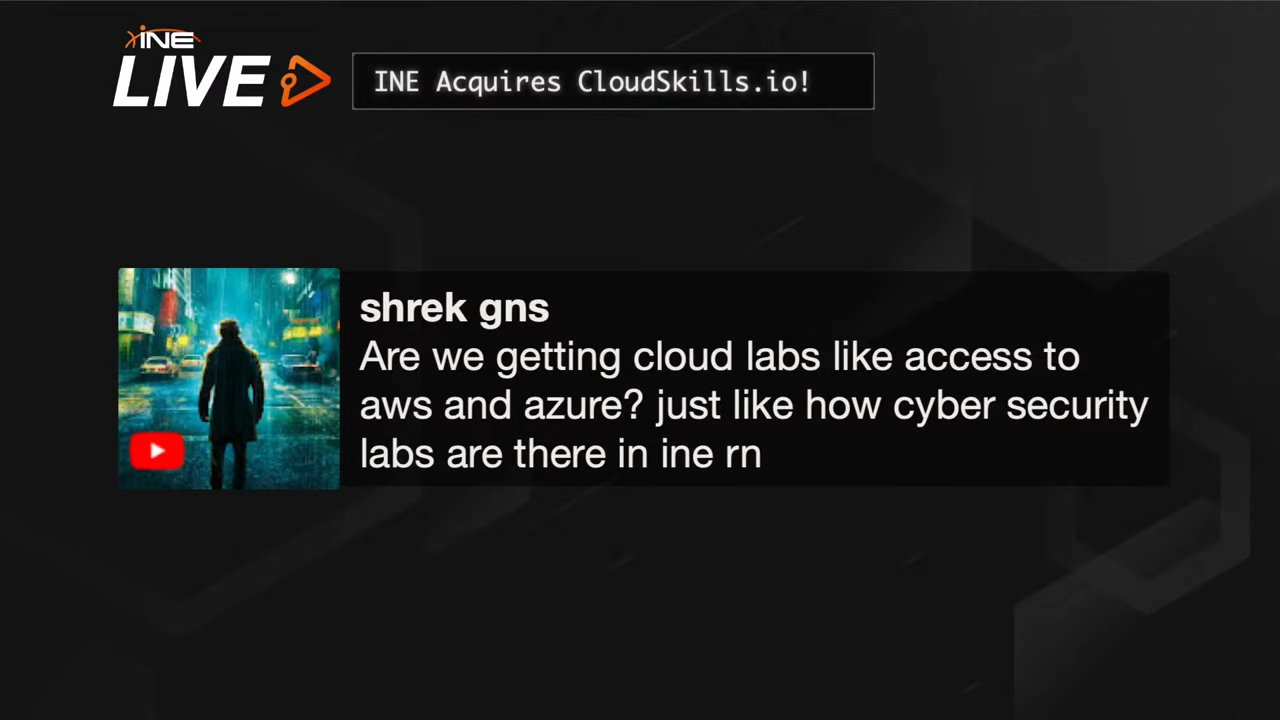 INE
LIVE
INE Acquires CloudSkills.io!
shrek gns
Are we getting cloud labs like access to
aws and azure? just like how cyber security
labs are there in ine rn